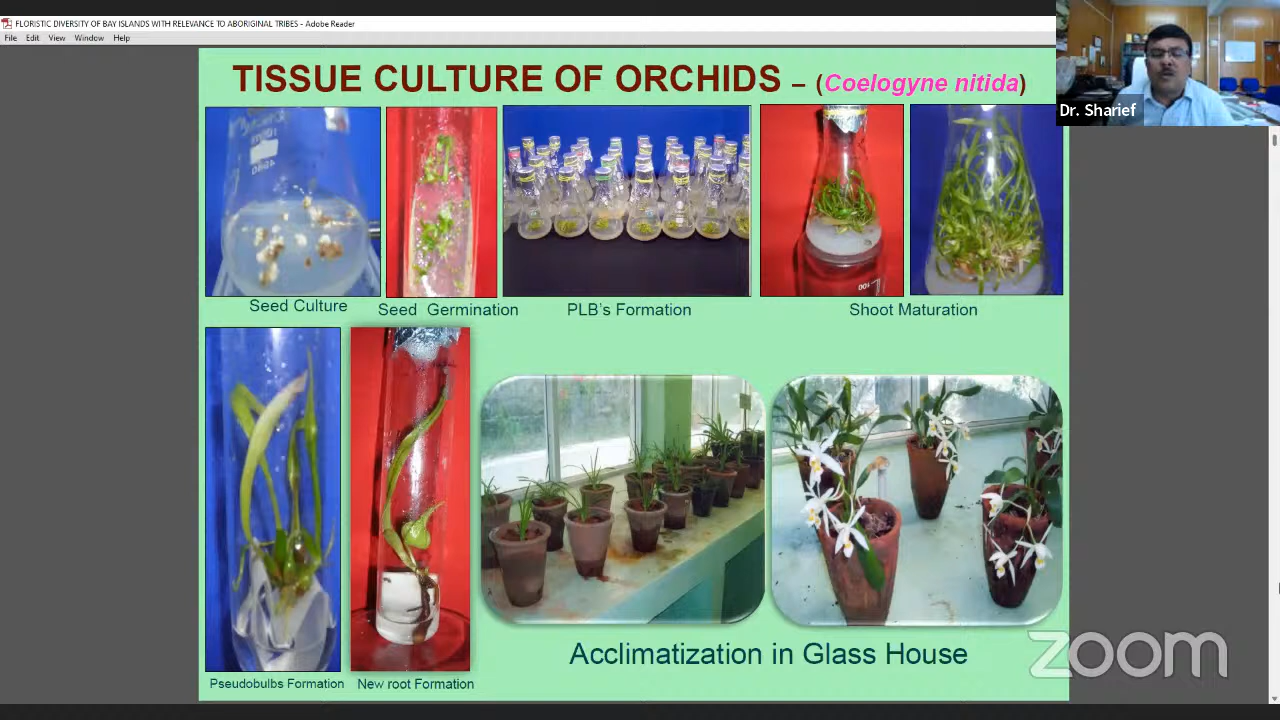 FLORISTIC DIVERSITY OF BAY ISLANDS WITH RELEVANCE TO ABORIGINAL TRIBES - Adobe Reader
File Edit View Window Help
TISSUE CULTURE OF ORCHIDS – (Coelogyne nitida)
Dr. Sharief
Seed Culture
Seed Germination
PLB's Formation
Shoot Maturation
Pseudobulbs Formation
New root Formation
Acclimatization in Glass House
zoom